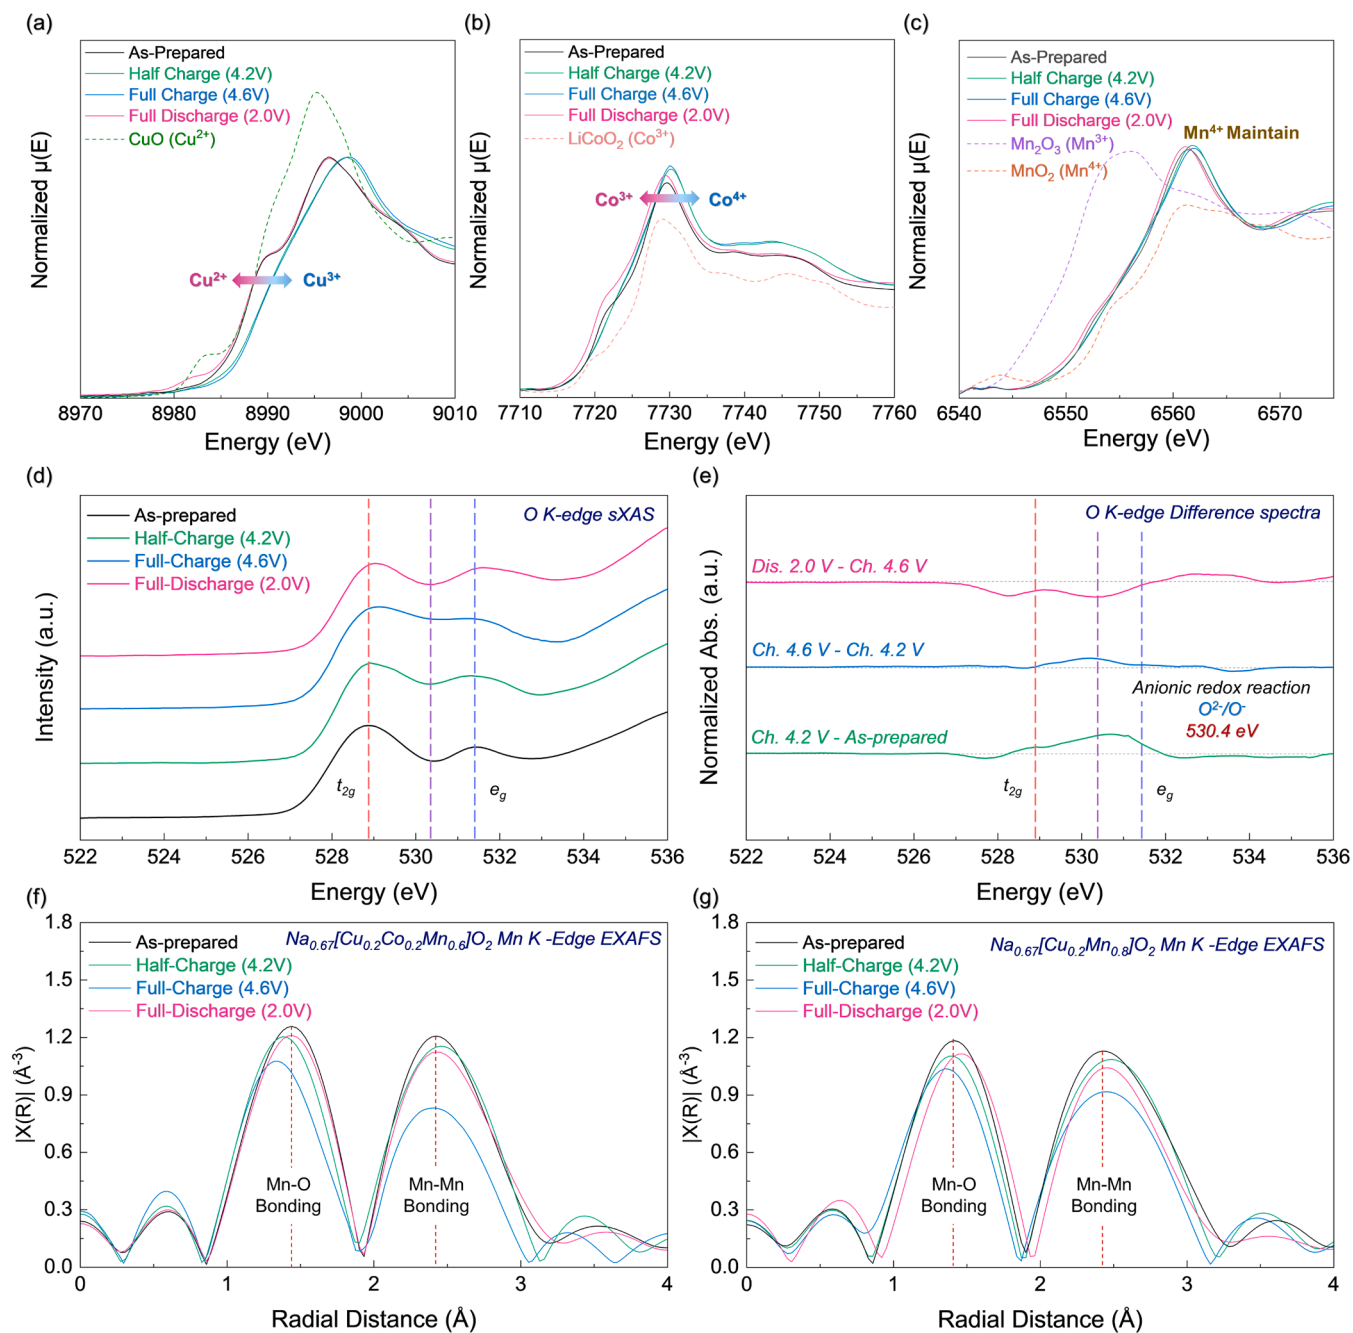 (a)
As-Prepared
Half Charge (4.2V)
Full Charge (4.6V)
Full Discharge (2.0V)
CuO (Cu²⁺)
Cu²⁺
Cu³⁺
Normalized μ(E)
8970 8980 8990 9000 9010
Energy (eV)
(b)
As-Prepared
Half Charge (4.2V)
Full Charge (4.6V)
Full Discharge (2.0V)
LiCoO₂ (Co³⁺)
Co³⁺
Co⁴⁺
Normalized μ(E)
7710 7720 7730 7740 7750 7760
Energy (eV)
(c)
As-Prepared
Half Charge (4.2V)
Full Charge (4.6V)
Full Discharge (2.0V)
Mn⁴⁺ Maintain
Mn₂O₃ (Mn³⁺)
MnO₂ (Mn⁴⁺)
Normalized μ(E)
6540 6550 6560 6570
Energy (eV)
(d)
As-prepared
Half-Charge (4.2V)
Full-Charge (4.6V)
Full-Discharge (2.0V)
O K-edge sXAS
t₂g
eg
Intensity (a.u.)
522 524 526 528 530 532 534 536
Energy (eV)
(e)
O K-edge Difference spectra
Dis. 2.0 V - Ch. 4.6 V
Ch. 4.6 V - Ch. 4.2 V
Anionic redox reaction
O²⁻/O⁻
530.4 eV
Ch. 4.2 V - As-prepared
t₂g
eg
Normalized Abs. (a.u.)
522 524 526 528 530 532 534 536
Energy (eV)
(f)
As-prepared
Half-Charge (4.2V)
Full-Charge (4.6V)
Full-Discharge (2.0V)
Na₀.₆₇[Cu₀.₂Co₀.₂Mn₀.₆]O₂ Mn K -Edge EXAFS
Mn-O
Bonding
Mn-Mn
Bonding
|X(R)| (Å⁻³)
1.8
1.5
1.2
0.9
0.6
0.3
0.0
0 1 2 3 4
Radial Distance (Å)
(g)
As-prepared
Half-Charge (4.2V)
Full-Charge (4.6V)
Full-Discharge (2.0V)
Na₀.₆₇[Cu₀.₂Mn₀.₈]O₂ Mn K -Edge EXAFS
Mn-O
Bonding
Mn-Mn
Bonding
|X(R)| (Å⁻³)
1.8
1.5
1.2
0.9
0.6
0.3
0.0
0 1 2 3 4
Radial Distance (Å)